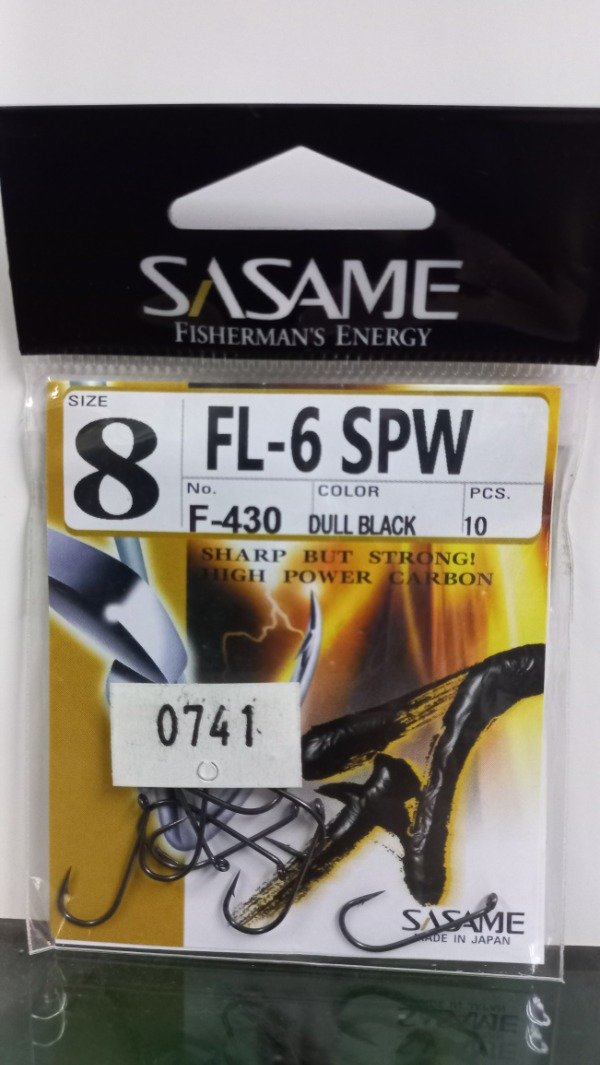 SASAME
FISHERMAN'S ENERGY
SIZE
8
FL-6 SPW
No.
F-430
COLOR
DULL BLACK
PCS.
10
SHARP BUT STRONG!
HIGH POWER CARBON
0741
SASAME
MADE IN JAPAN